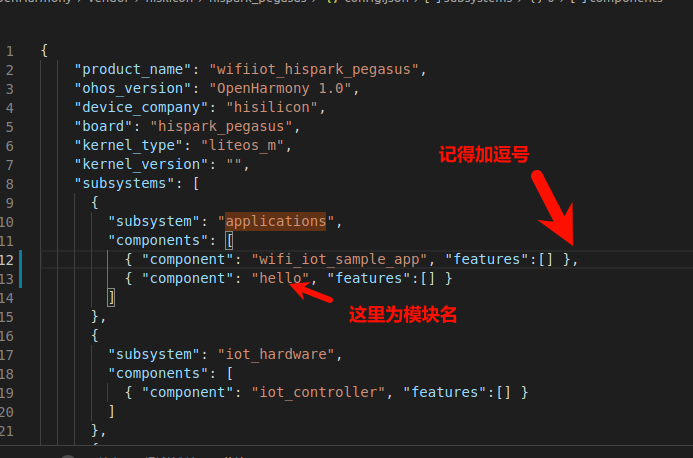 OpenHarmony > vendor > hisilicon > hispark_pegasus > {} config.json > [ ] subsystems > {} 0 > [ ] components
1 {
2 "product_name": "wifiiot_hispark_pegasus",
3 "ohos_version": "OpenHarmony 1.0",
4 "device_company": "hisilicon",
5 "board": "hispark_pegasus",
6 "kernel_type": "liteos_m",
7 "kernel_version": "",
8 "subsystems": [
9 {
10 "subsystem": "applications",
11 "components": [
12 { "component": "wifi_iot_sample_app", "features":[] },
13 { "component": "hello", "features":[] }
14 ]
15 },
16 {
17 "subsystem": "iot_hardware",
18 "components": [
19 { "component": "iot_controller", "features":[] }
20 ]
21 },
记得加逗号
这里为模块名